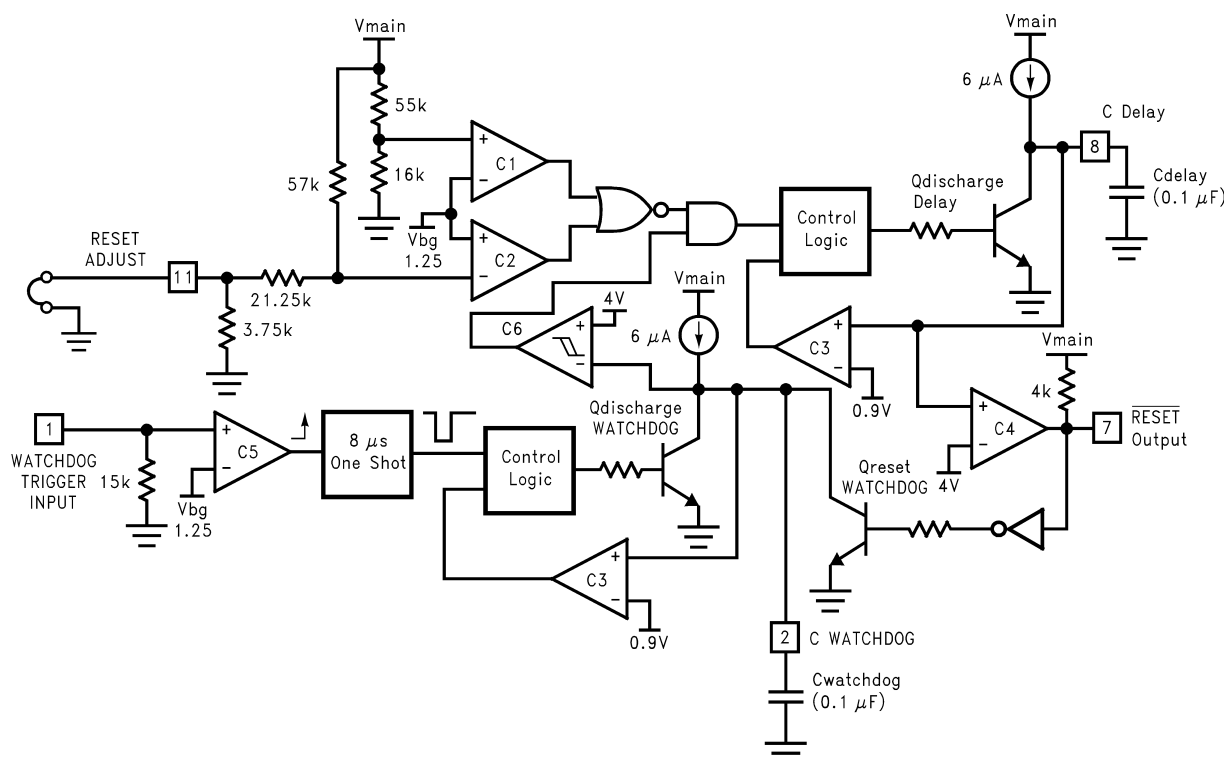 Vmain
Vmain
55k
6 μA
C Delay
8
57k
16k
+
C1
−
Cdelay
(0.1 μF)
Qdischarge
Delay
Control
Logic
Vbg
1.25
+
C2
−
RESET
ADJUST
11
21.25k
3.75k
Vmain
6 μA
C6
4V
+
−
+
C3
−
0.9V
Vmain
4k
+
C4
−
4V
7
RESET
Output
1
WATCHDOG
TRIGGER
INPUT
15k
+
C5
−
Vbg
1.25
8 μs
One Shot
Control
Logic
Qdischarge
WATCHDOG
Qreset
WATCHDOG
+
C3
−
0.9V
2
C WATCHDOG
Cwatchdog
(0.1 μF)